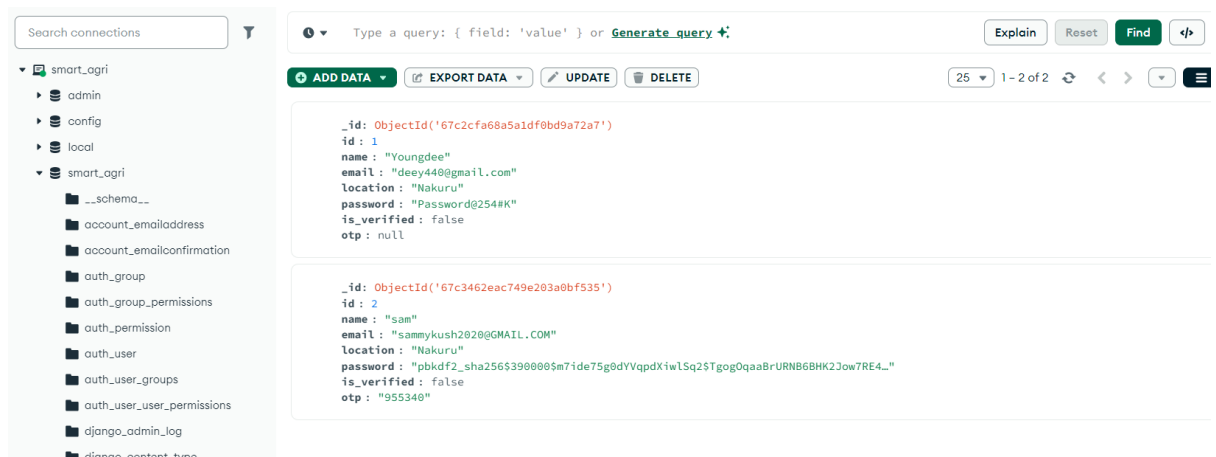 Search connections
smart_agri
admin
config
local
smart_agri
__schema__
account_emailaddress
account_emailconfirmation
auth_group
auth_group_permissions
auth_permission
auth_user
auth_user_groups
auth_user_user_permissions
django_admin_log
django_content_type
Type a query: { field: 'value' } or Generate query
Explain Reset Find </>
ADD DATA EXPORT DATA UPDATE DELETE 25 1 – 2 of 2
_id: ObjectId('67c2cfa68a5a1df0bd9a72a7')
id : 1
name : "Youngdee"
email : "deey440@gmail.com"
location : "Nakuru"
password : "Password@254#K"
is_verified : false
otp : null
_id: ObjectId('67c3462eac749e203a0bf535')
id : 2
name : "sam"
email : "sammykush2020@GMAIL.COM"
location : "Nakuru"
password : "pbkdf2_sha256$390000$m7ide75g0dYVqpdXiwlSq2$TgogOqaaBrURNB6BHK2Jow7RE4…"
is_verified : false
otp : "955340"